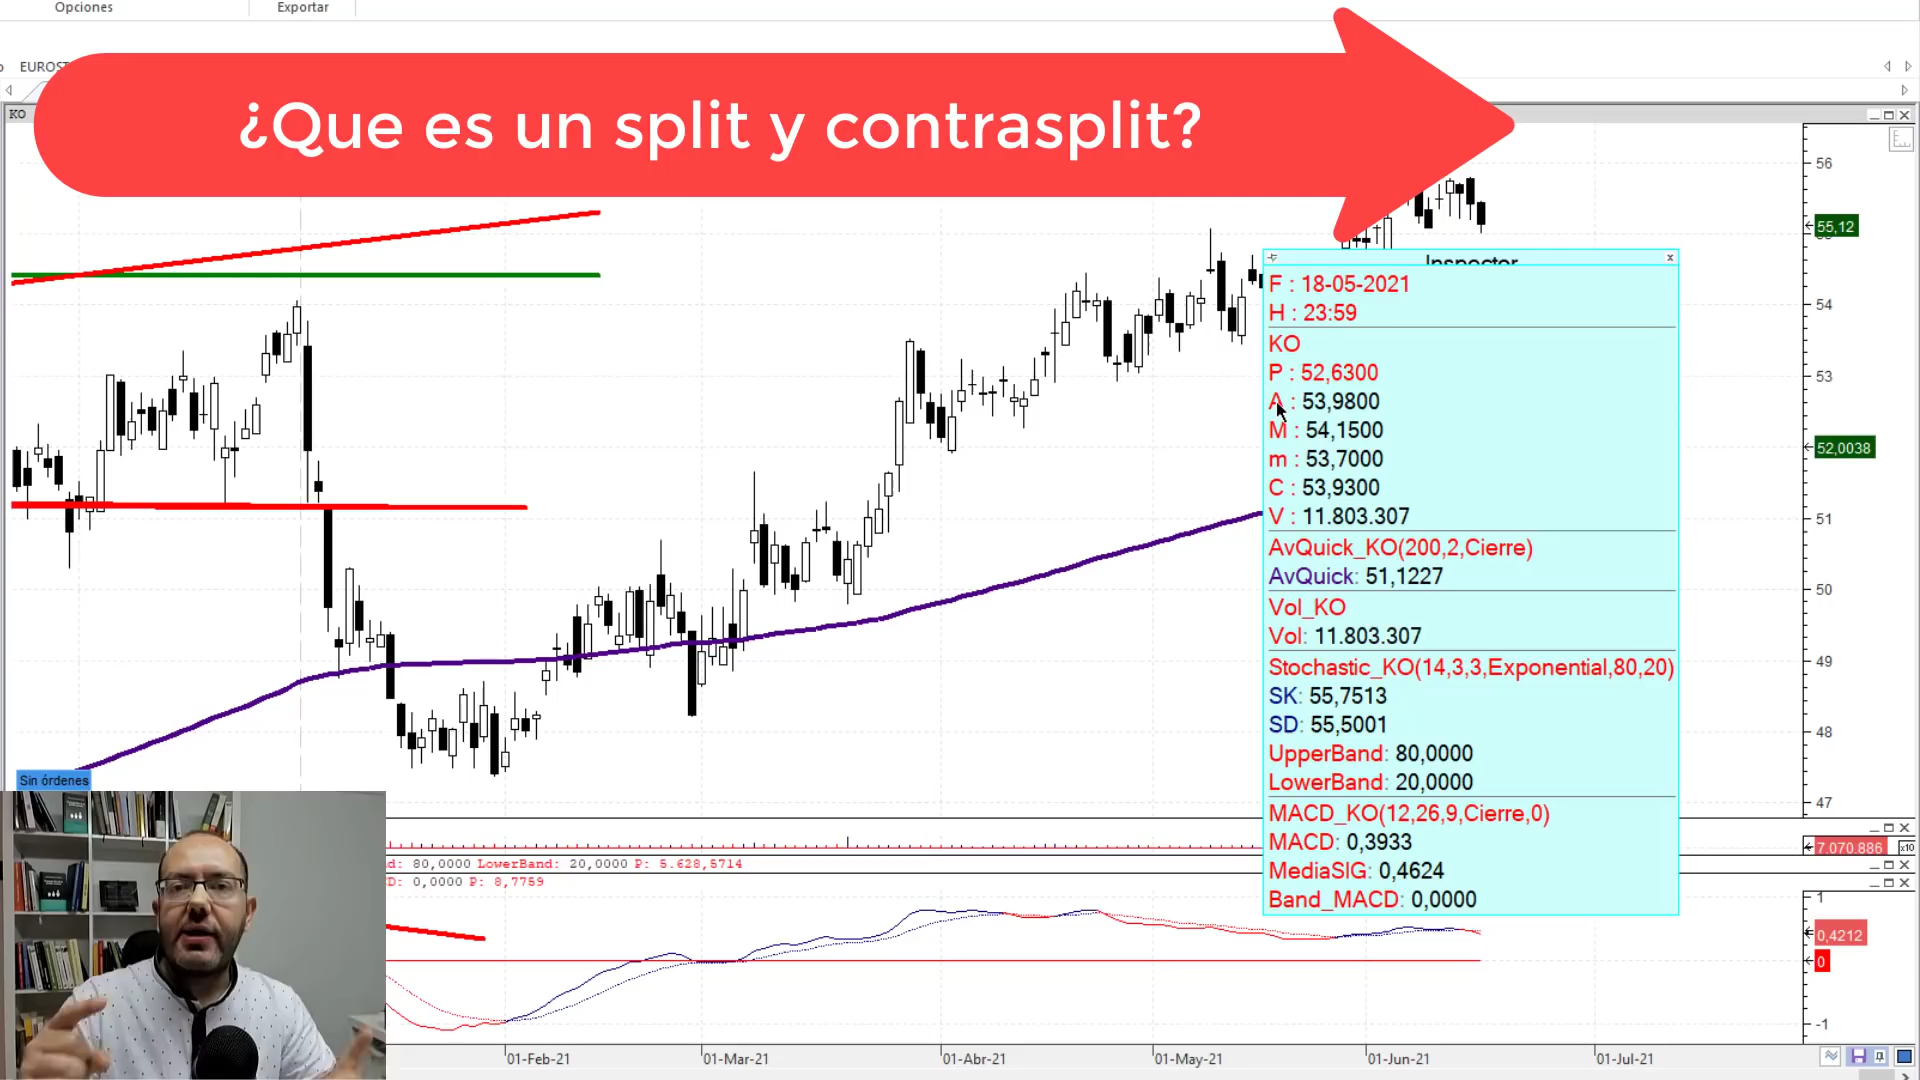 Opciones
Exportar
EUROST
KO
¿Que es un split y contrasplit?
56
55,12
54
53
52,0038
51
50
49
48
47
Inspector
F : 18-05-2021
H : 23:59
KO
P : 52,6300
A : 53,9800
M : 54,1500
m : 53,7000
C : 53,9300
V : 11.803.307
AvQuick_KO(200,2,Cierre)
AvQuick: 51,1227
Vol_KO
Vol: 11.803.307
Stochastic_KO(14,3,3,Exponential,80,20)
SK: 55,7513
SD: 55,5001
UpperBand: 80,0000
LowerBand: 20,0000
MACD_KO(12,26,9,Cierre,0)
MACD: 0,3933
MediaSIG: 0,4624
Band_MACD: 0,0000
Sin órdenes
7.070.886
x10
80,0000 LowerBand: 20,0000 P: 5.628,5714
0,0000 P: 8,7759
1
0,4212
0
-1
01-Feb-21
01-Mar-21
01-Abr-21
01-May-21
01-Jun-21
01-Jul-21